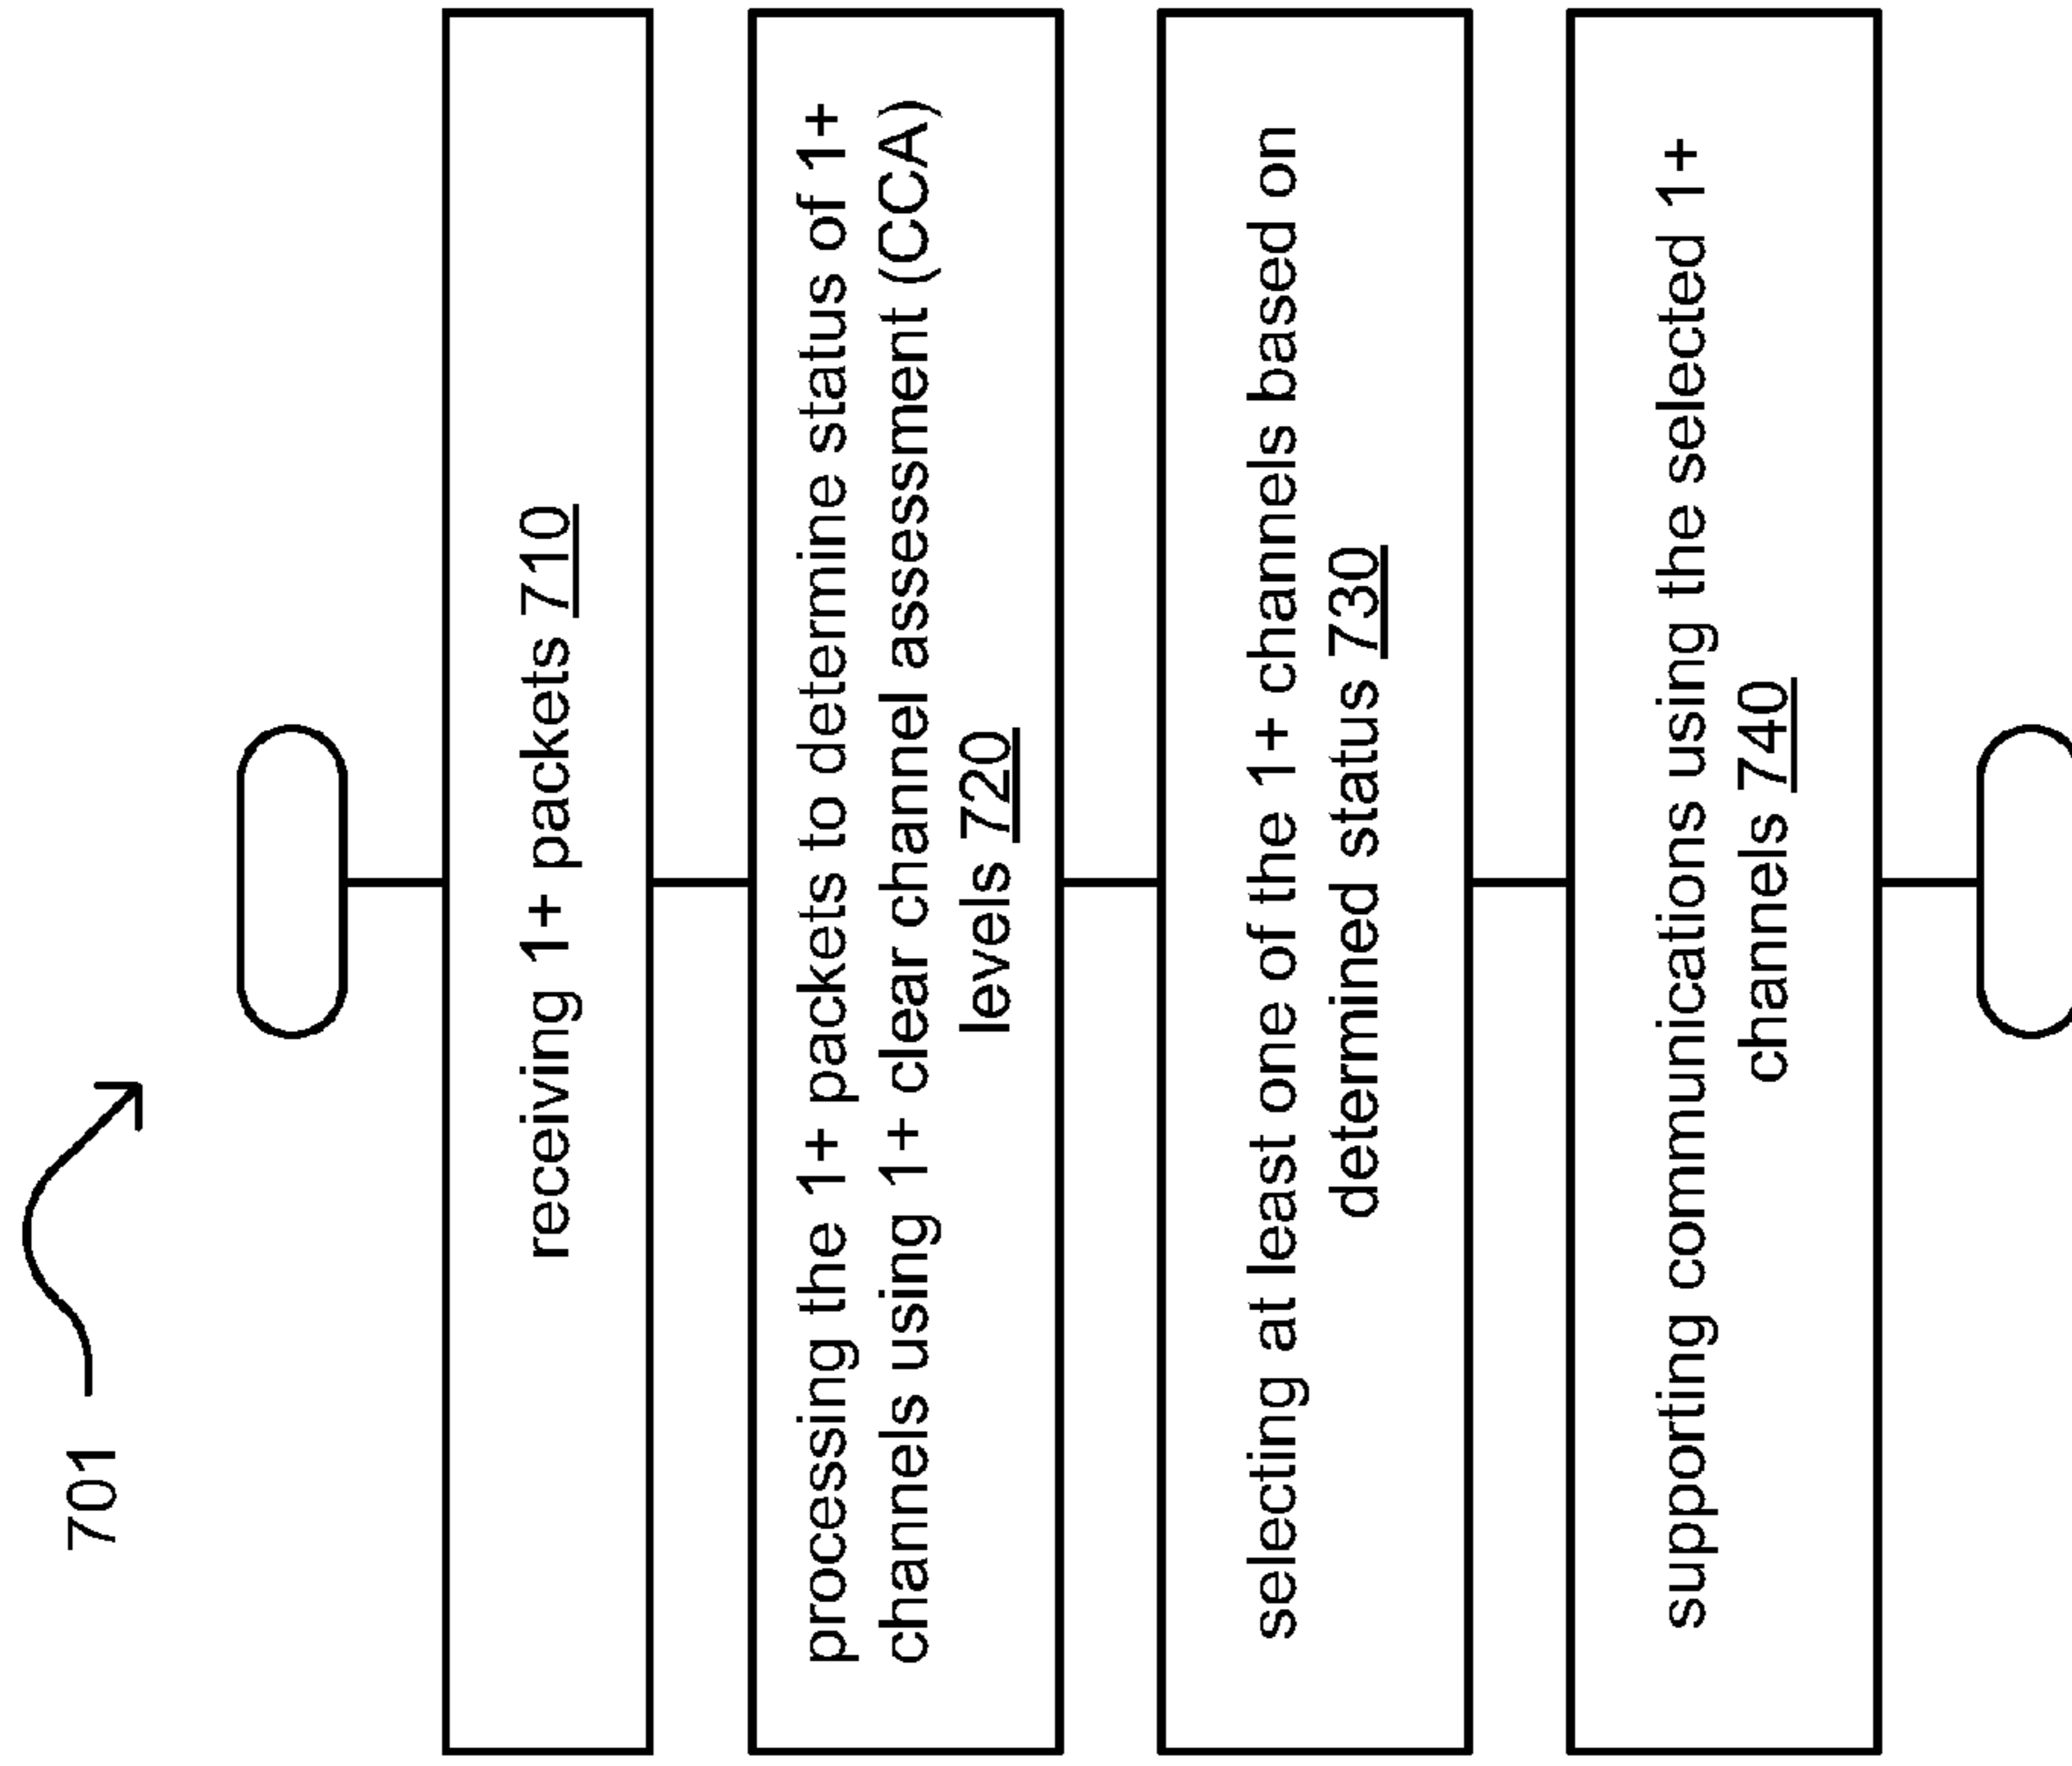 701
receiving 1+ packets 710
processing the 1+ packets to determine status of 1+
channels using 1+ clear channel assessment (CCA)
levels 720
selecting at least one of the 1+ channels based on
determined status 730
supporting communications using the selected 1+
channels 740